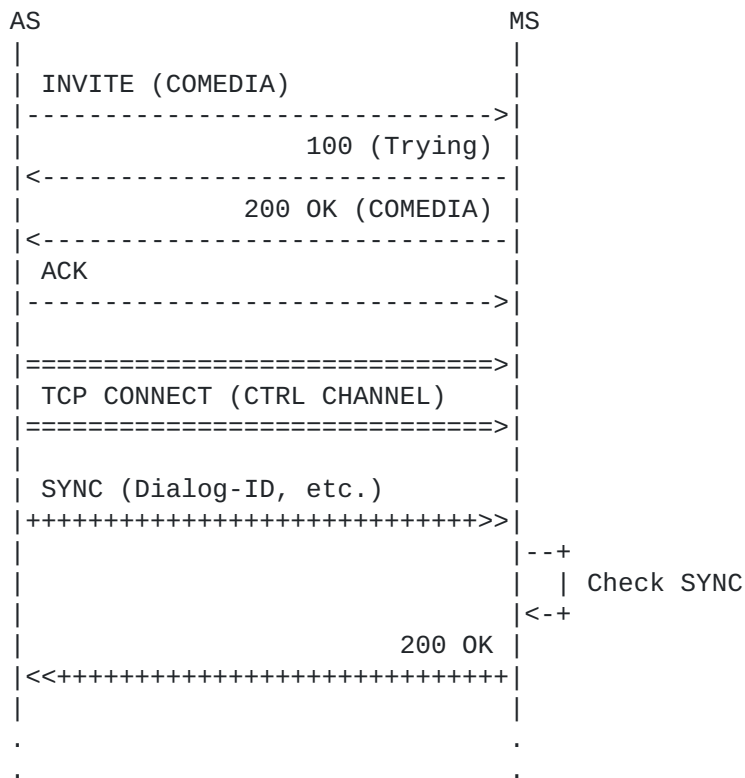 AS MS
INVITE (COMEDIA)
100 (Trying)
200 OK (COMEDIA)
ACK
TCP CONNECT (CTRL CHANNEL)
SYNC (Dialog-ID, etc.)
Check SYNC
200 OK